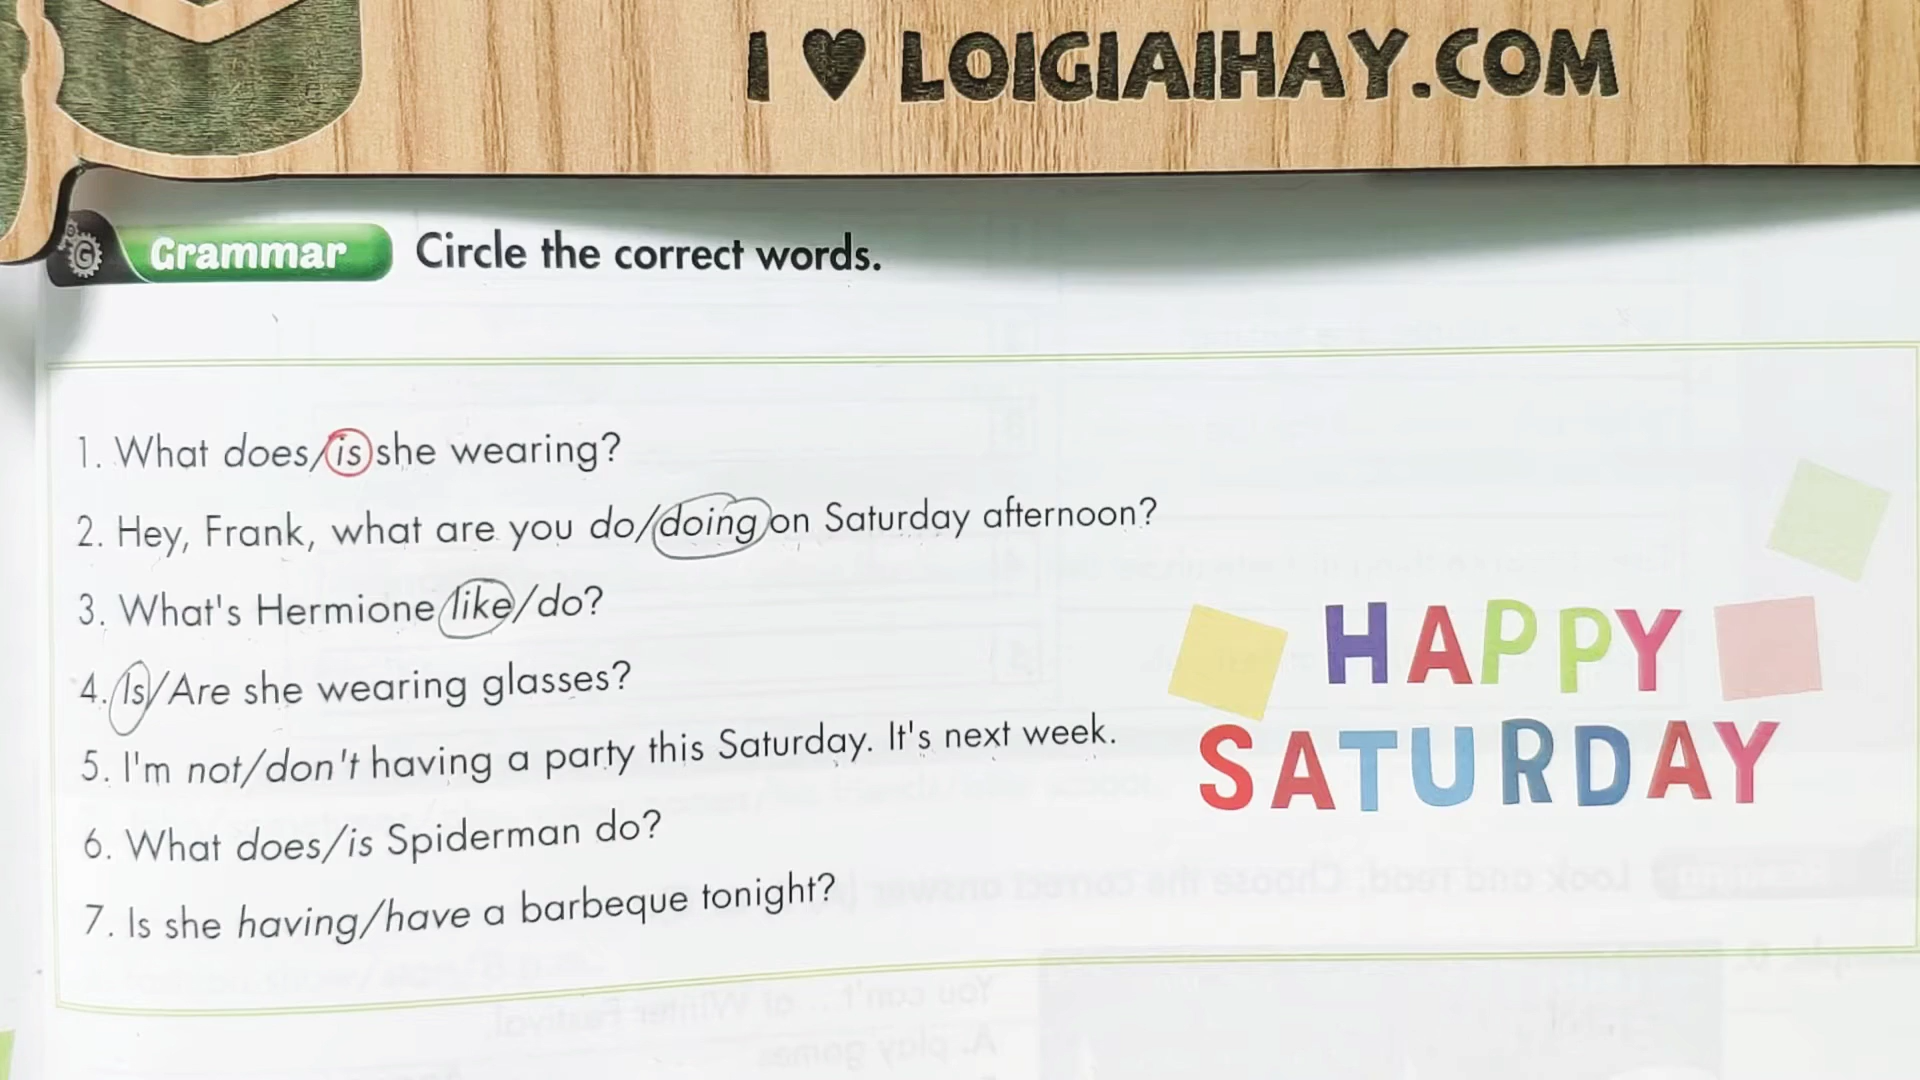 I ♥ LOIGIAIHAY.COM
G Grammar Circle the correct words.
1. What does/is she wearing?
2. Hey, Frank, what are you do/doing on Saturday afternoon?
3. What's Hermione like/do?
4. Is/Are she wearing glasses?
5. I'm not/don't having a party this Saturday. It's next week.
6. What does/is Spiderman do?
7. Is she having/have a barbeque tonight?
HAPPY
SATURDAY